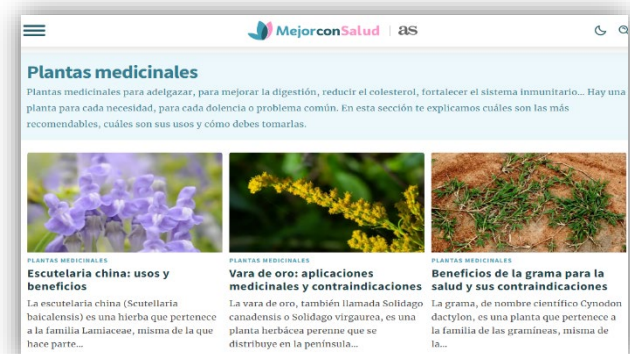 MejorconSalud | as
Plantas medicinales
Plantas medicinales para adelgazar, para mejorar la digestión, reducir el colesterol, fortalecer el sistema inmunitario... Hay una
planta para cada necesidad, para cada dolencia o problema común. En esta sección te explicamos cuáles son las más
recomendables, cuáles son sus usos y cómo debes tomarlas.
PLANTAS MEDICINALES
Escutelaria china: usos y
beneficios
La escutelaria china (Scutellaria
baicalensis) es una hierba que pertenece
a la familia Lamiaceae, misma de la que
hace parte...
PLANTAS MEDICINALES
Vara de oro: aplicaciones
medicinales y contraindicaciones
La vara de oro, también llamada Solidago
canadensis o Solidago virgaurea, es una
planta herbácea perenne que se
distribuye en la península...
PLANTAS MEDICINALES
Beneficios de la grama para la
salud y sus contraindicaciones
La grama, de nombre científico Cynodon
dactylon, es una planta que pertenece a
la familia de las gramíneas, misma de
la...